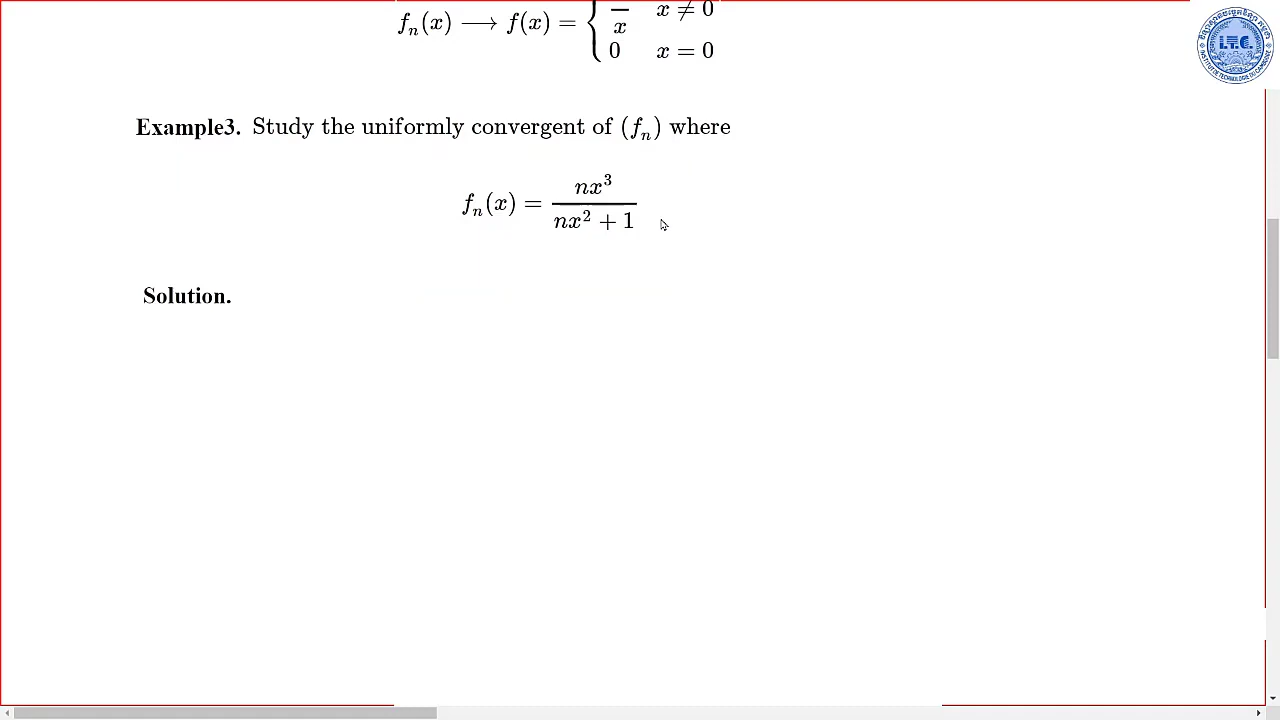 fₙ(x) ⟶ f(x) = { — / x   x ≠ 0
0   x = 0
Example3. Study the uniformly convergent of (fₙ) where
fₙ(x) = nx³ / (nx² + 1)
Solution.